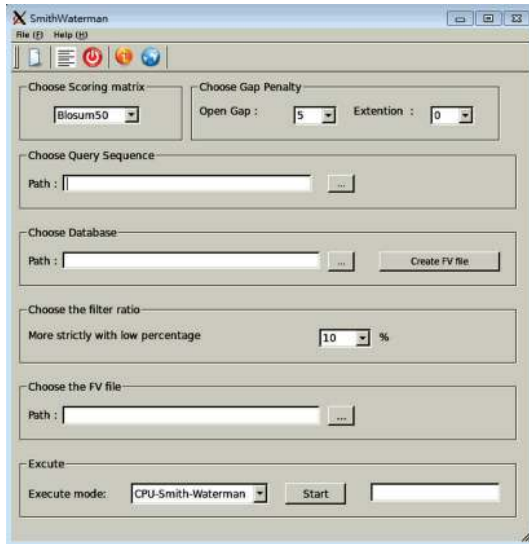 SmithWaterman
File (F) Help (H)
Choose Scoring matrix
Choose Gap Penalty
Blosum50
Open Gap : 5 Extention : 0
Choose Query Sequence
Path : ...
Choose Database
Path : ... Create FV file
Choose the filter ratio
More strictly with low percentage 10 %
Choose the FV file
Path : ...
Excute
Execute mode: CPU-Smith-Waterman Start